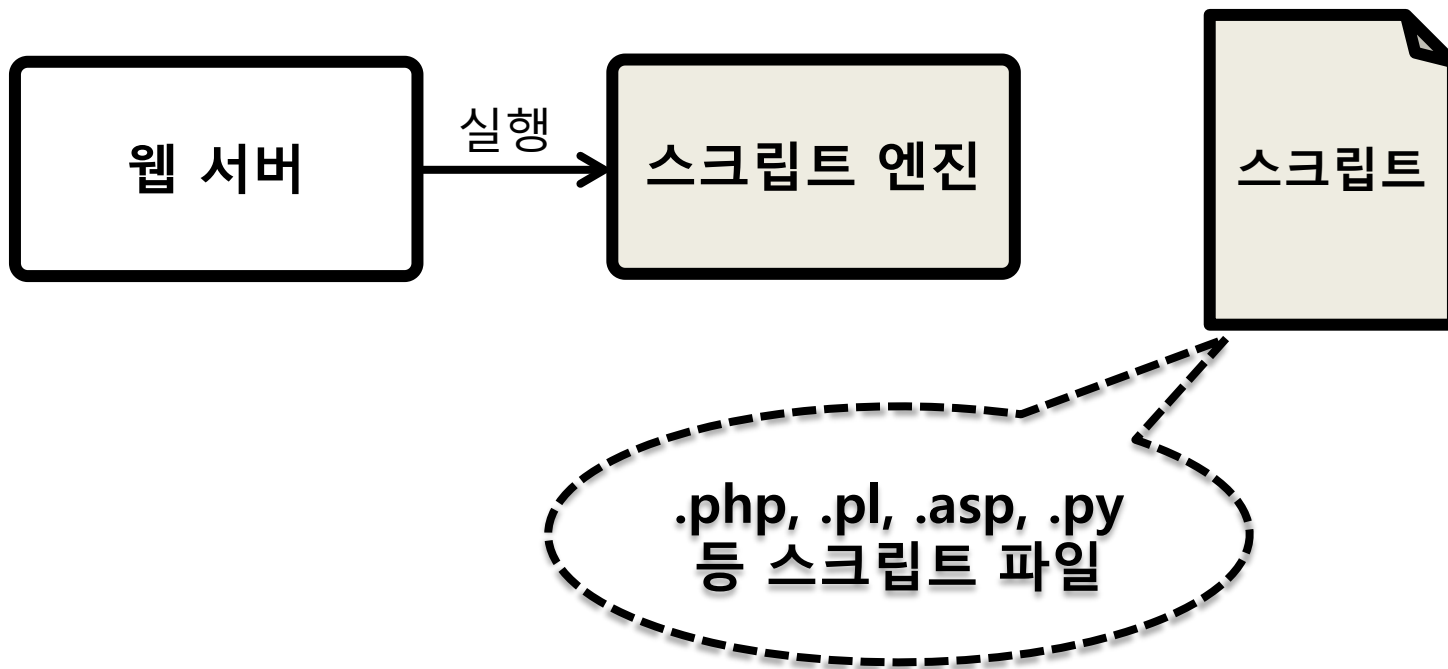 웹 서버
실행
스크립트 엔진
스크립트
.php, .pl, .asp, .py
등 스크립트 파일